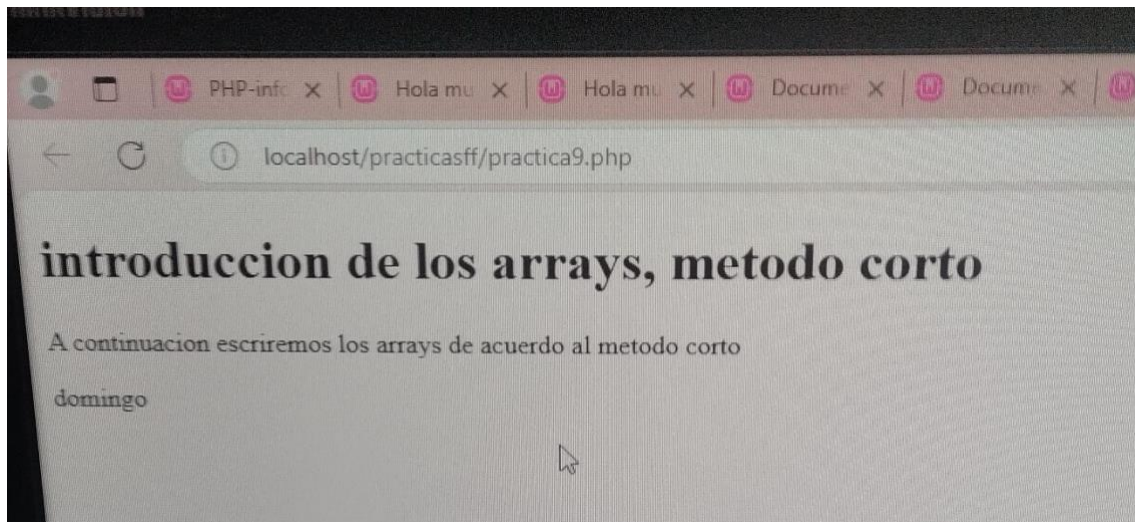 PHP-info Hola mu Hola mu Docume Docume
localhost/practicasff/practica9.php
introduccion de los arrays, metodo corto
A continuacion escriremos los arrays de acuerdo al metodo corto
domingo